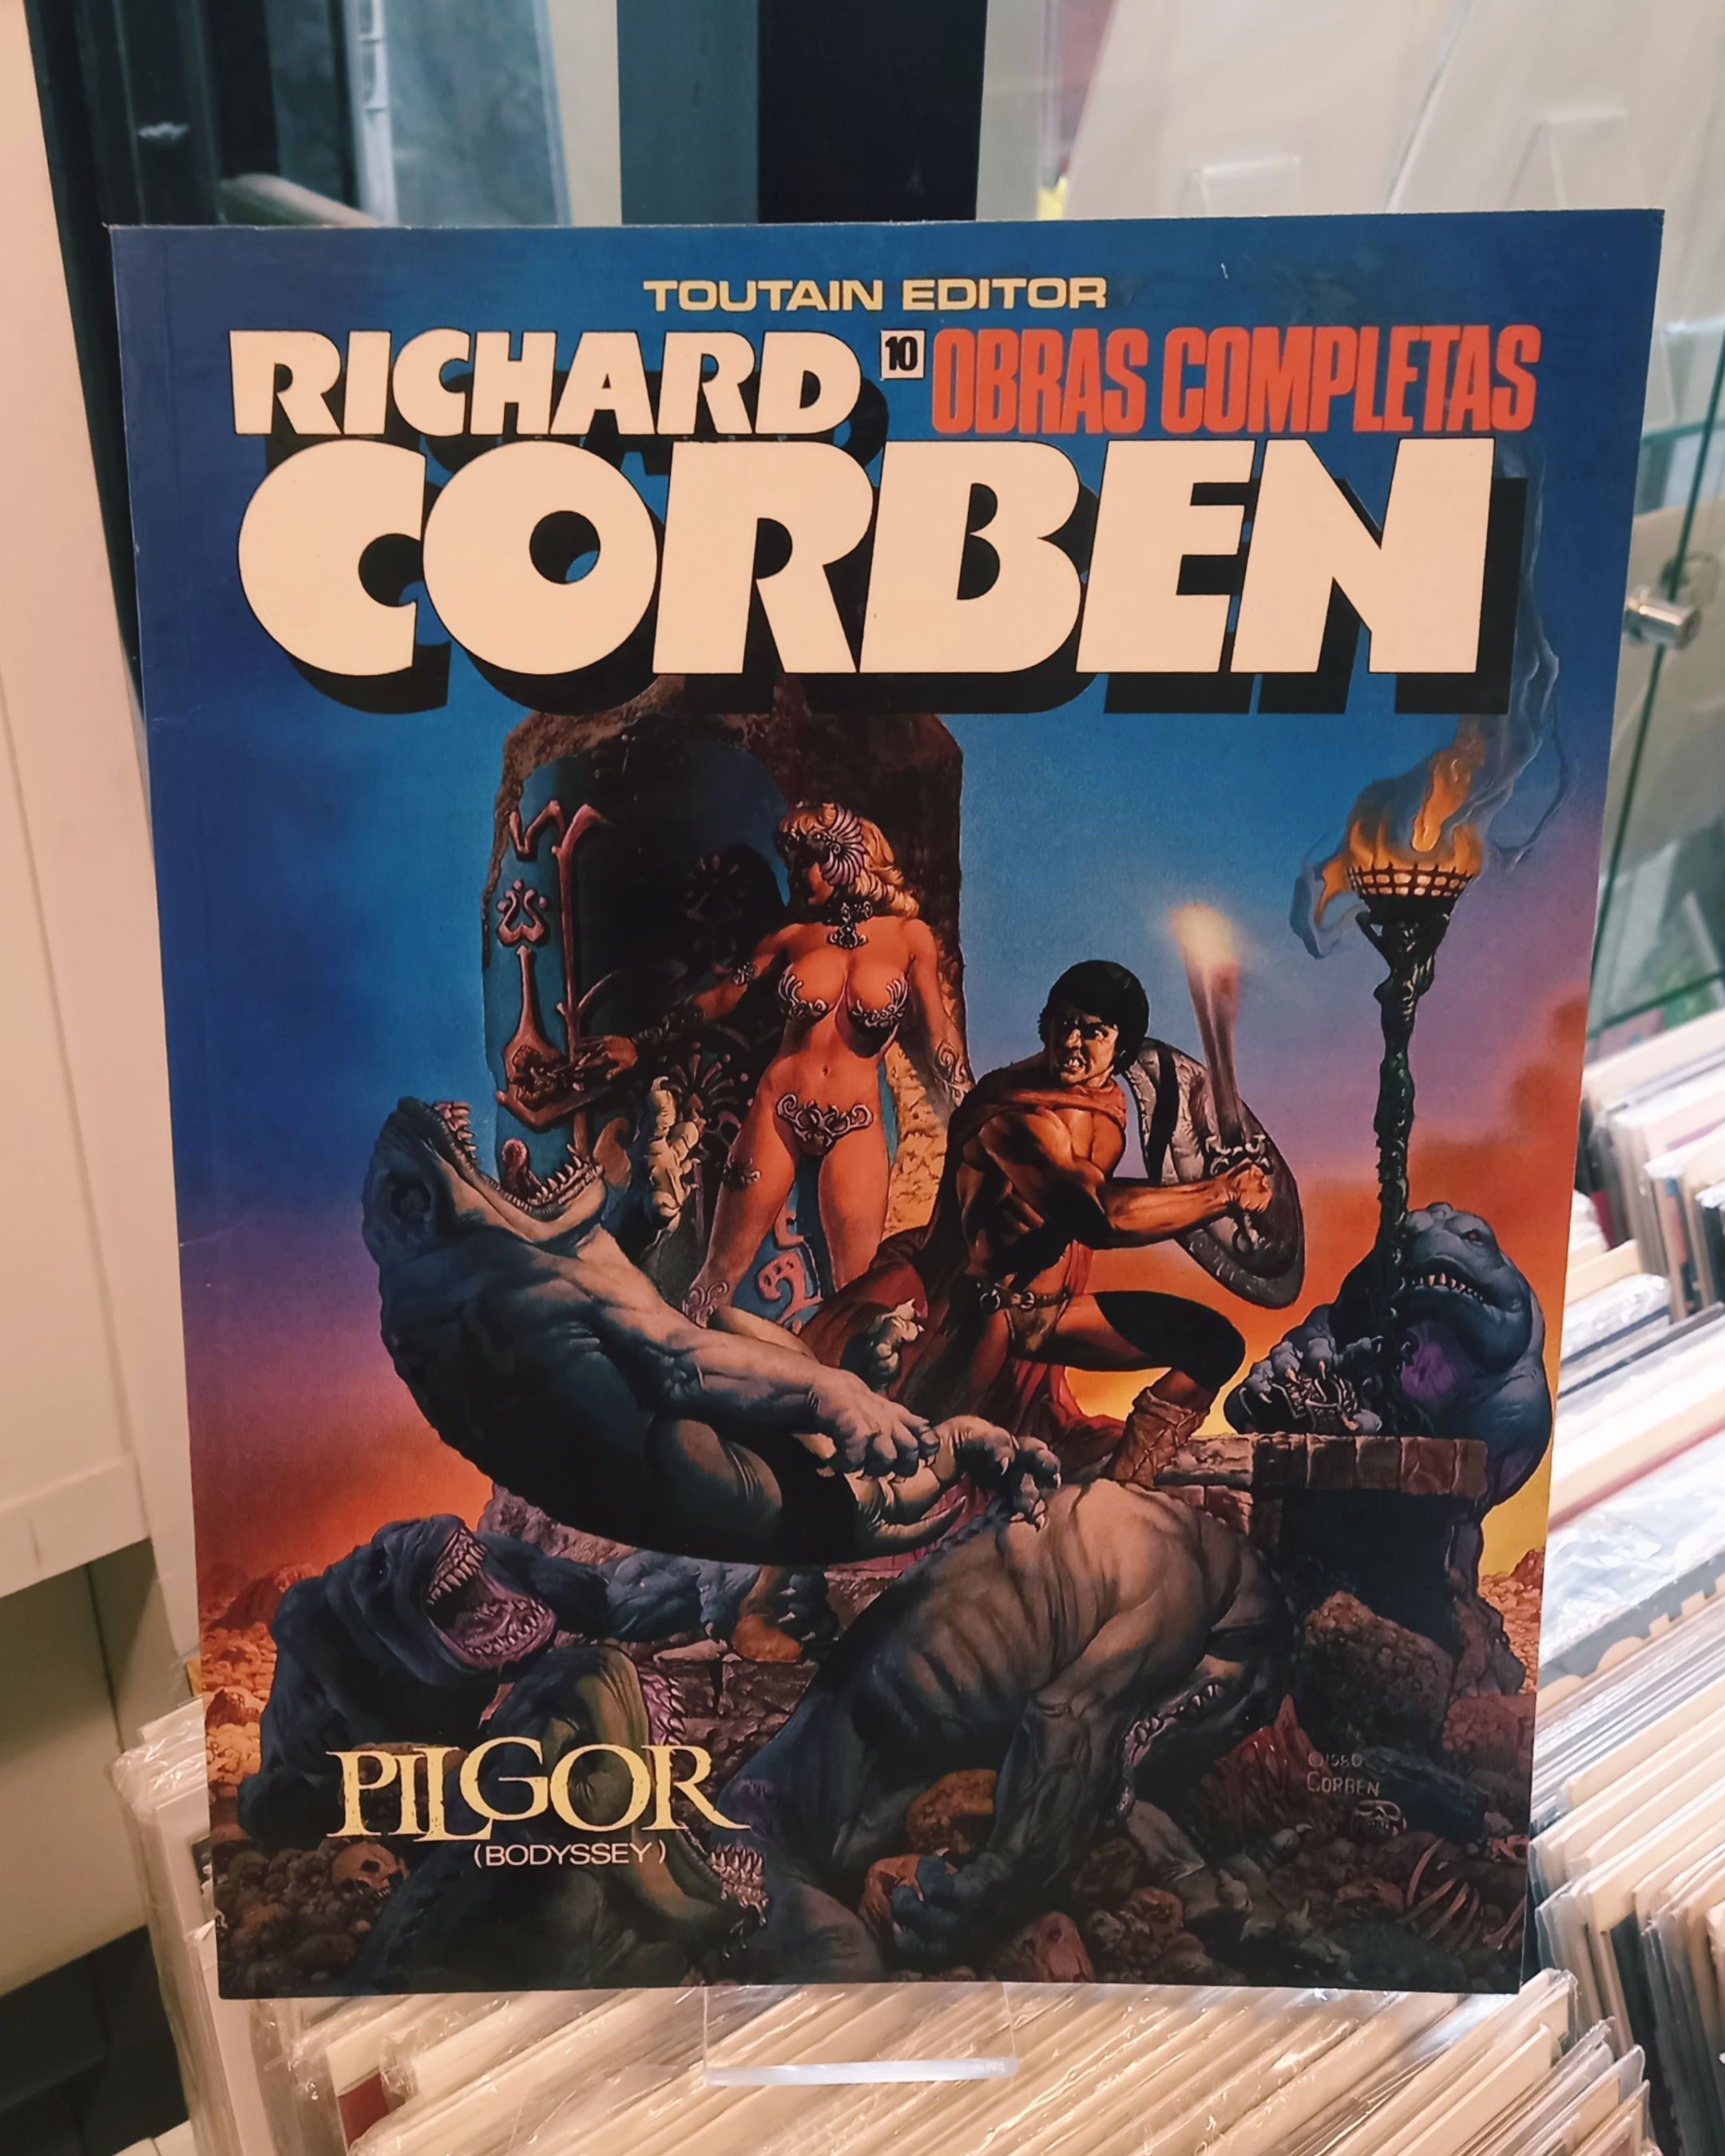 TOUTAIN EDITOR
RICHARD 10 OBRAS COMPLETAS
CORBEN
PILGOR
(BODYSSEY)
©1980
CORBEN